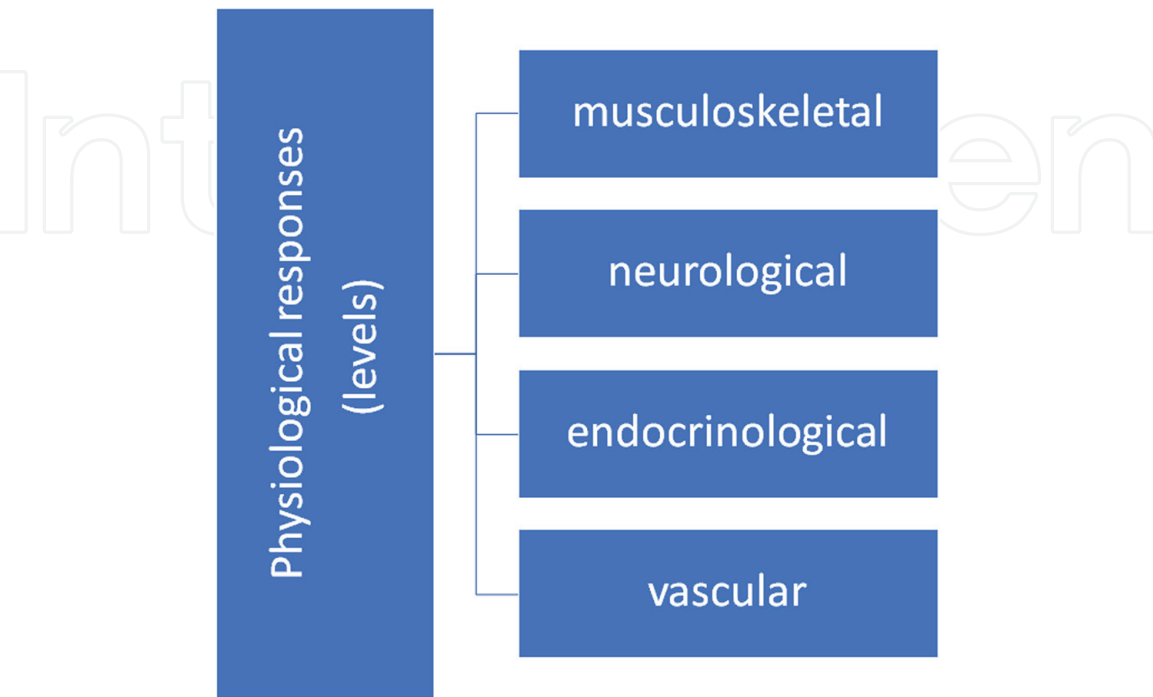 Physiological responses
(levels)
musculoskeletal
neurological
endocrinological
vascular